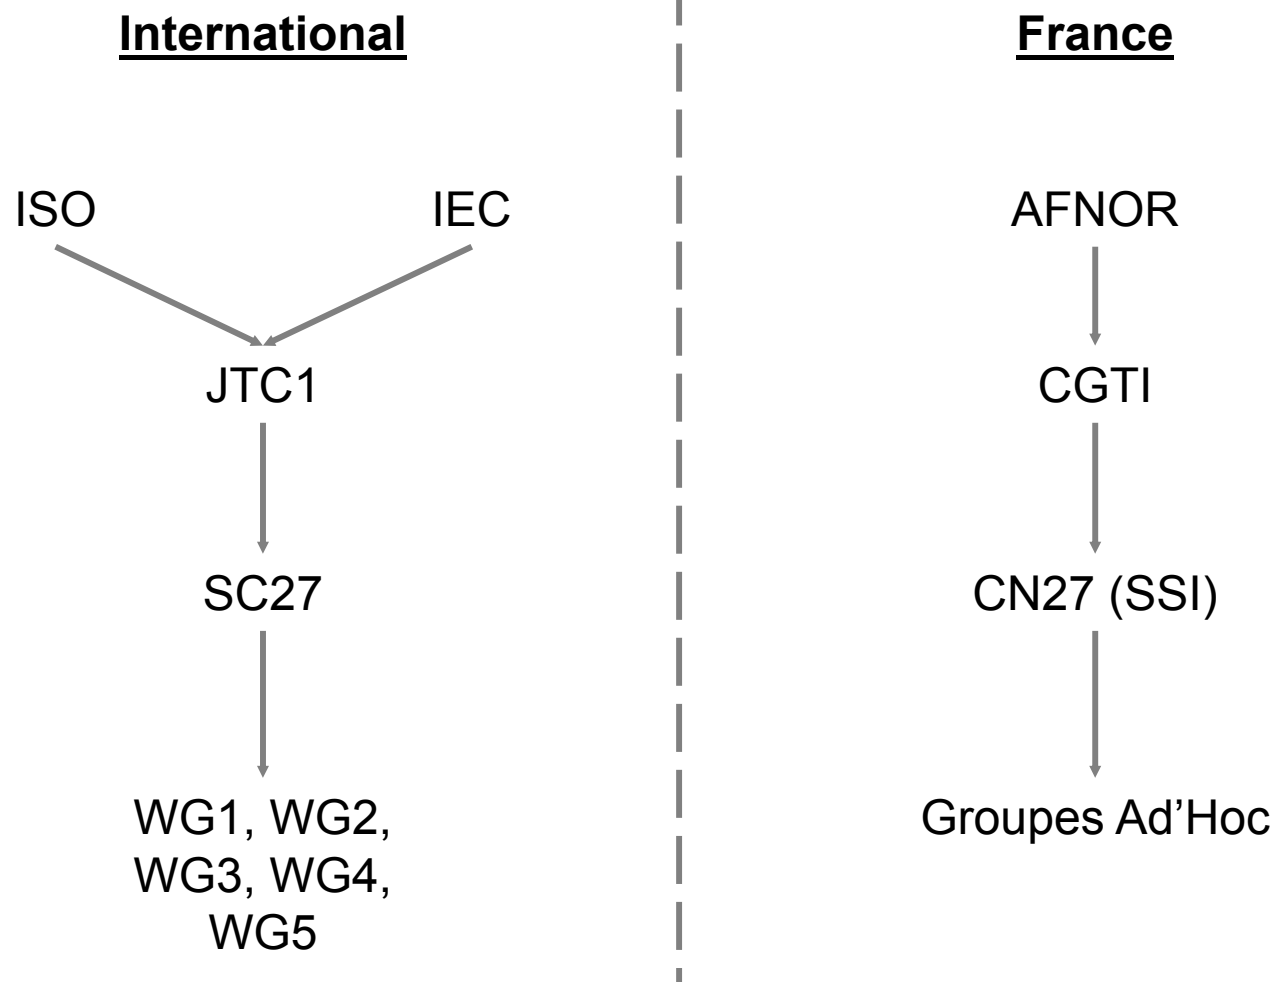 International
France
ISO
IEC
AFNOR
JTC1
CGTI
SC27
CN27 (SSI)
WG1, WG2,
WG3, WG4,
WG5
Groupes Ad’Hoc